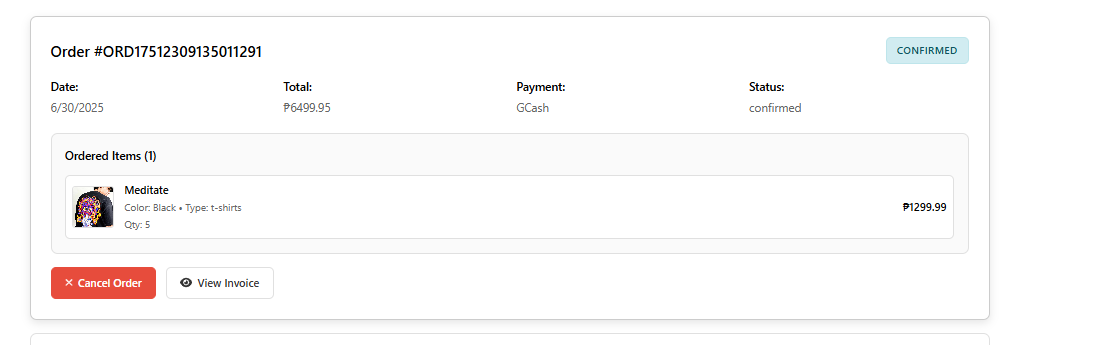 Order #ORD17512309135011291
CONFIRMED
Date:
Total:
Payment:
Status:
6/30/2025
₱6499.95
GCash
confirmed
Ordered Items (1)
Meditate
Color: Black • Type: t-shirts
₱1299.99
Qty: 5
✕ Cancel Order
View Invoice